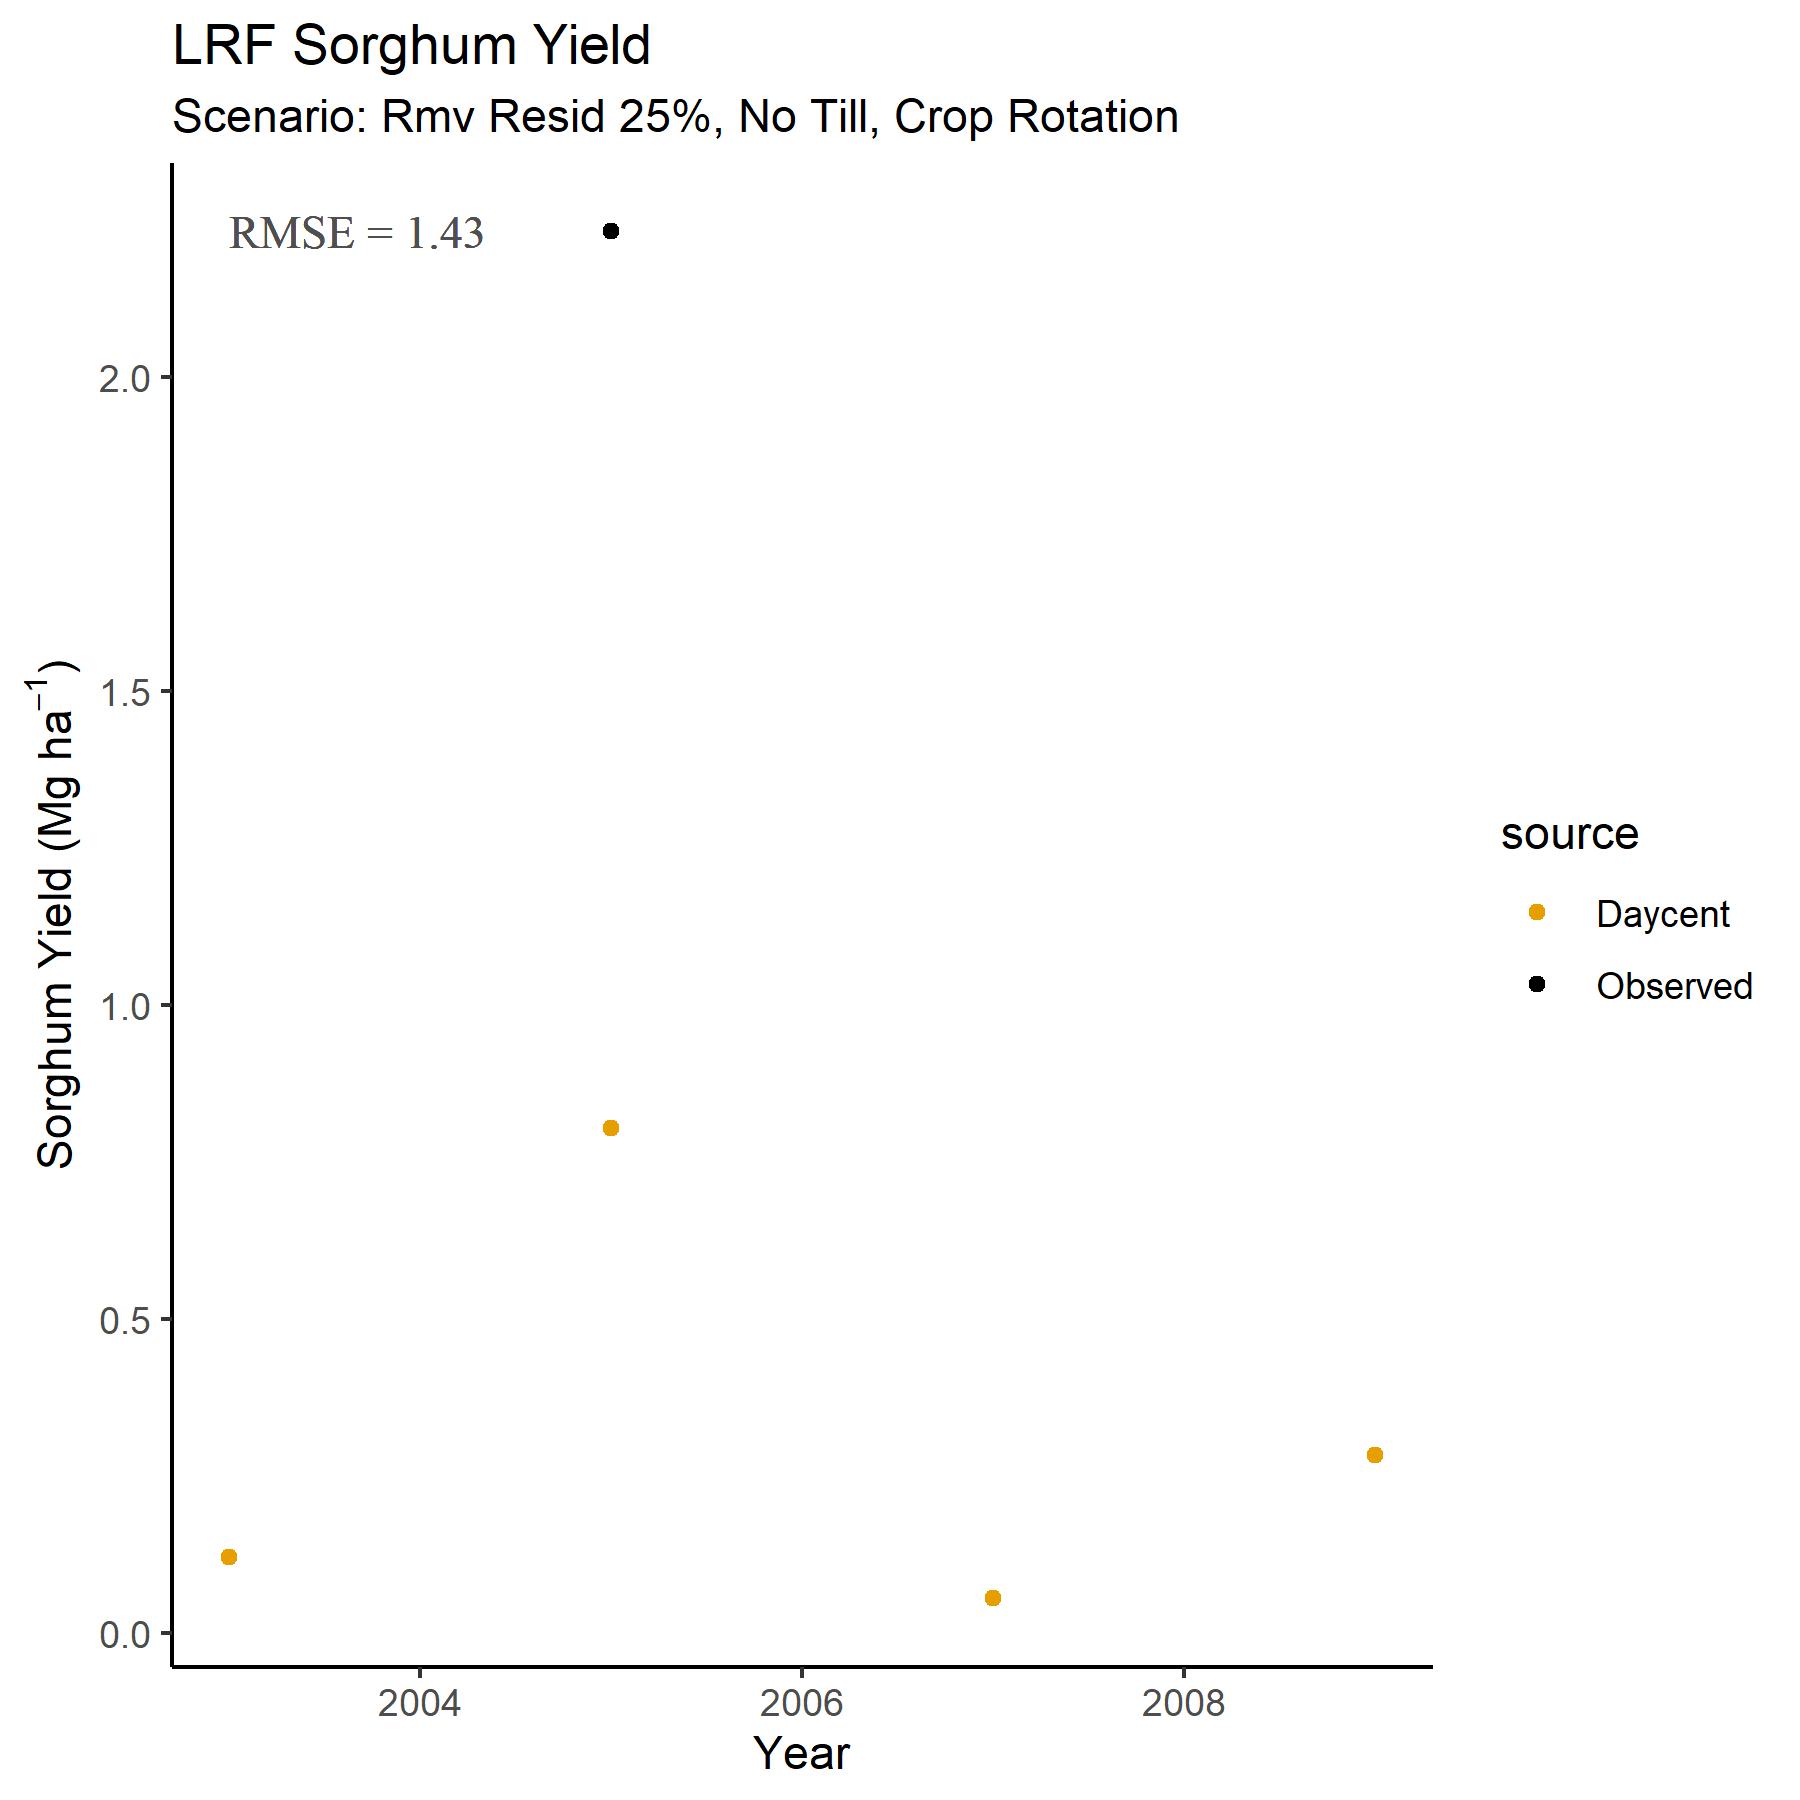 LRF Sorghum Yield
Scenario: Rmv Resid 25%, No Till, Crop Rotation
RMSE = 1.43
2.0
1.5
1.0
0.5
0.0
Sorghum Yield (Mg ha⁻¹)
2004 2006 2008
Year
source
Daycent
Observed